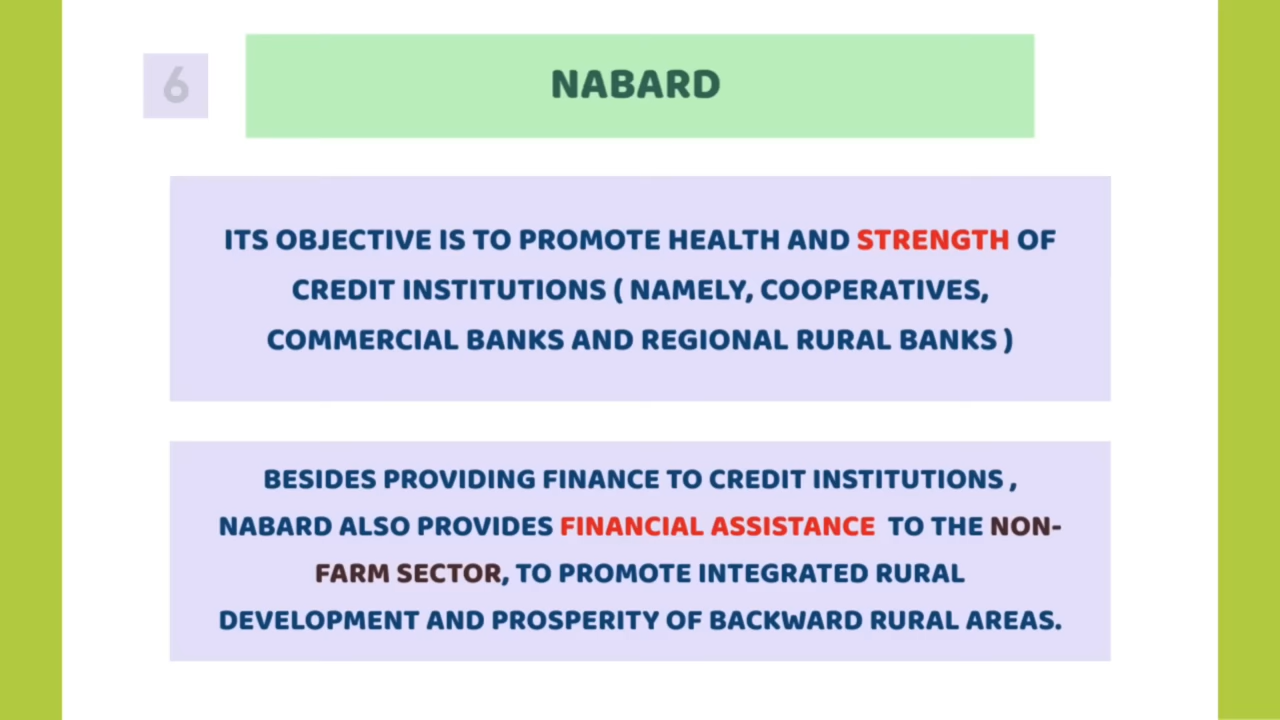 6
NABARD
ITS OBJECTIVE IS TO PROMOTE HEALTH AND STRENGTH OF
CREDIT INSTITUTIONS ( NAMELY, COOPERATIVES,
COMMERCIAL BANKS AND REGIONAL RURAL BANKS )
BESIDES PROVIDING FINANCE TO CREDIT INSTITUTIONS ,
NABARD ALSO PROVIDES FINANCIAL ASSISTANCE TO THE NON-
FARM SECTOR, TO PROMOTE INTEGRATED RURAL
DEVELOPMENT AND PROSPERITY OF BACKWARD RURAL AREAS.